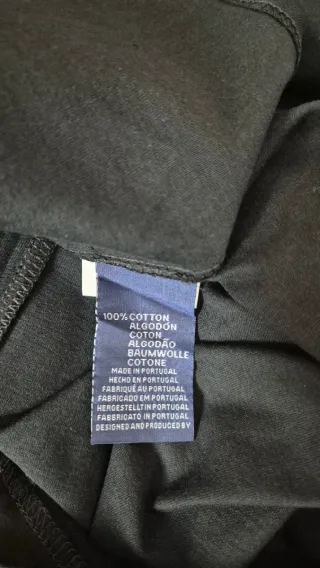 100% COTTON
ALGODÓN
COTON
ALGODÃO
BAUMWOLLE
COTONE
MADE IN PORTUGAL
HECHO EN PORTUGAL
FABRIQUÉ AU PORTUGAL
FABRICADO EM PORTUGAL
HERGESTELLT IN PORTUGAL
FABBRICATO IN PORTUGAL
DESIGNED AND PRODUCED BY